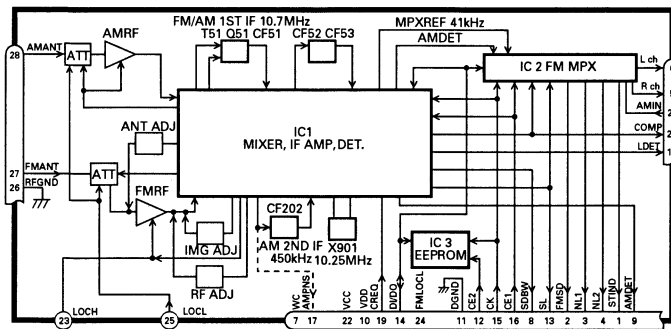 FM/AM 1ST IF 10.7MHz
T51 Q51 CF51
CF52 CF53
MPXREF 41kHz
AMDET
AMRF
28
AMANT
ATT
IC 2 FM MPX
L ch
R ch
AMIN
COMP
LDET
ANT ADJ
IC1
MIXER, IF AMP, DET.
27
FMANT
26
RFGND
ATT
FMRF
IMG ADJ
RF ADJ
CF202
AM 2ND IF
450kHz
X901
10.25MHz
IC 3
EEPROM
LOCH
LOCL
WC
AMPNS
VCC
VDD
CREQ
DI/DO
FMLOCL
DGND
CE2
CK
CE1
SDBW
SL
FMSD
NL1
NL2
STIND
AMDET
23
25
7 17 22 10 19 14 24 11 12 15 16 8 13 2 3 4 1 9